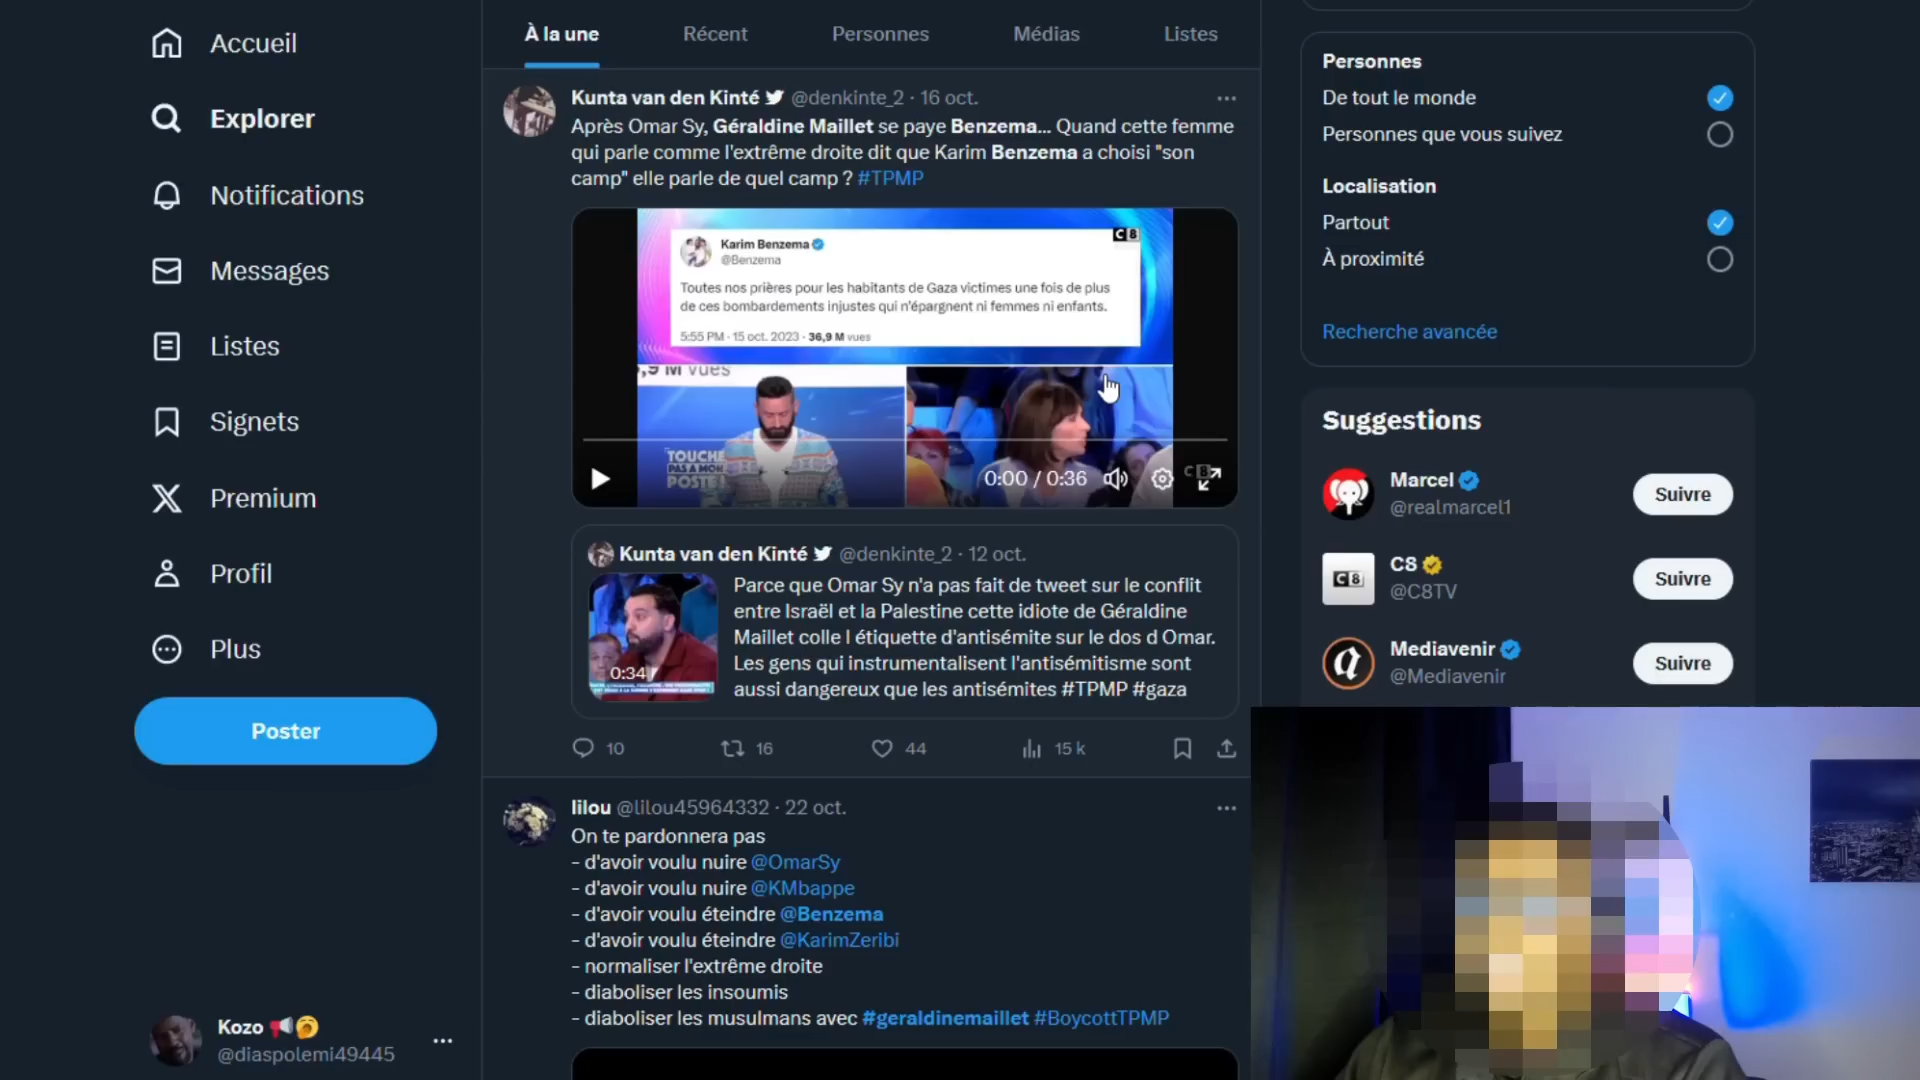 Accueil
Explorer
Notifications
Messages
Listes
Signets
Premium
Profil
Plus
Poster
Kozo
@diaspolemi49445
À la une
Récent
Personnes
Médias
Listes
Kunta van den Kinté @denkinte_2 · 16 oct.
Après Omar Sy, Géraldine Maillet se paye Benzema... Quand cette femme
qui parle comme l'extrême droite dit que Karim Benzema a choisi "son
camp" elle parle de quel camp ? #TPMP
C8
Karim Benzema
@Benzema
Toutes nos prières pour les habitants de Gaza victimes une fois de plus
de ces bombardements injustes qui n'épargnent ni femmes ni enfants.
5:55 PM · 15 oct. 2023 · 36,9 M vues
,9 M vues
TOUCHE
PAS À MON
POSTE !
0:00 / 0:36
C8
Kunta van den Kinté @denkinte_2 · 12 oct.
Parce que Omar Sy n'a pas fait de tweet sur le conflit
entre Israël et la Palestine cette idiote de Géraldine
Maillet colle l étiquette d'antisémite sur le dos d Omar.
Les gens qui instrumentalisent l'antisémitisme sont
aussi dangereux que les antisémites #TPMP #gaza
0:34
10
16
44
15 k
lilou @lilou45964332 · 22 oct.
On te pardonnera pas
- d'avoir voulu nuire @OmarSy
- d'avoir voulu nuire @KMbappe
- d'avoir voulu éteindre @Benzema
- d'avoir voulu éteindre @KarimZeribi
- normaliser l'extrême droite
- diaboliser les insoumis
- diaboliser les musulmans avec #geraldinemaillet #BoycottTPMP
Personnes
De tout le monde
Personnes que vous suivez
Localisation
Partout
À proximité
Recherche avancée
Suggestions
Marcel
@realmarcel1
Suivre
C8
C8
@C8TV
Suivre
Mediavenir
@Mediavenir
Suivre